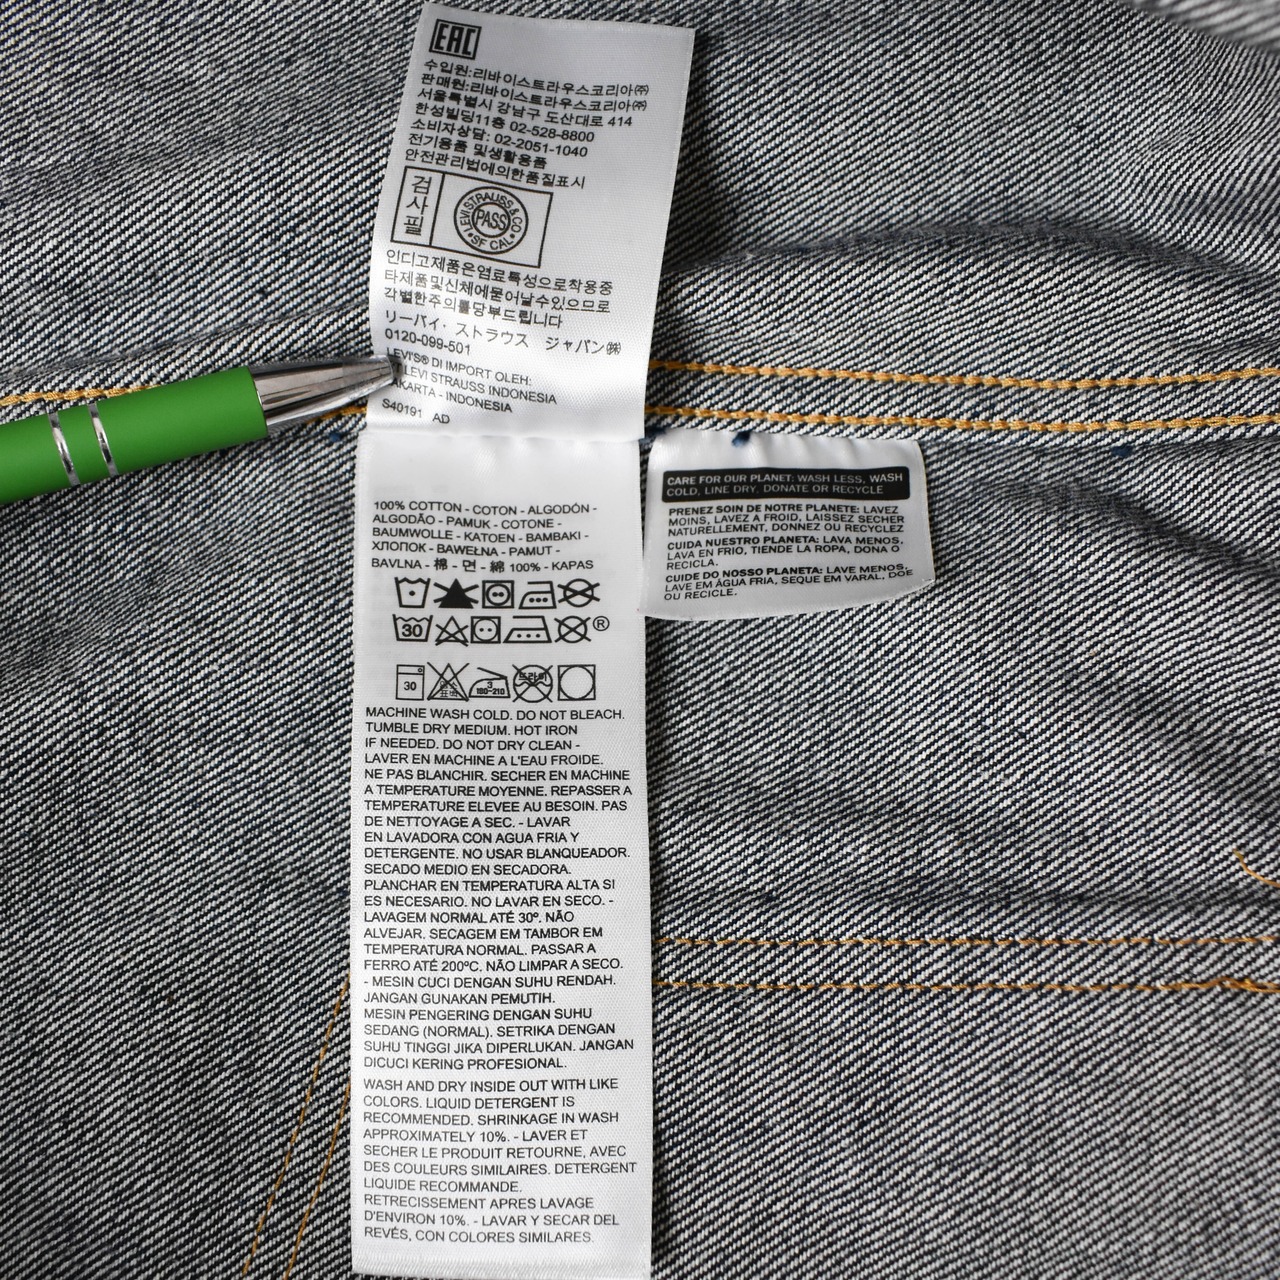 EAC
수입원:리바이스트라우스코리아㈜
판매원:리바이스트라우스코리아㈜
서울특별시 강남구 도산대로 414
한성빌딩11층 02-528-8800
소비자상담: 02-2051-1040
전기용품 및생활용품
안전관리법에의한품질표시
검사필
LEVI STRAUSS & CO
PASS
SF CAL
인디고제품은염료특성으로착용중
타제품및신체에묻어날수있으므로
각별한주의를당부드립니다
リーバイ・ストラウス ジャパン㈱
0120-099-501
LEVI'S® DI IMPORT OLEH:
LEVI STRAUSS INDONESIA
AKARTA - INDONESIA
S40191 AD
CARE FOR OUR PLANET: WASH LESS, WASH
COLD, LINE DRY, DONATE OR RECYCLE
PRENEZ SOIN DE NOTRE PLANETE: LAVEZ
MOINS, LAVEZ A FROID, LAISSEZ SECHER
NATURELLEMENT, DONNEZ OU RECYCLEZ
CUIDA NUESTRO PLANETA: LAVA MENOS,
LAVA EN FRIO, TIENDE LA ROPA, DONA O
RECICLA.
CUIDE DO NOSSO PLANETA: LAVE MENOS,
LAVE EM ÁGUA FRIA, SEQUE EM VARAL, DOE
OU RECICLE.
100% COTTON - COTON - ALGODÓN -
ALGODÃO - PAMUK - COTONE -
BAUMWOLLE - KATOEN - BAMBAKI -
ХЛОПОК - BAWEŁNA - PAMUT -
BAVLNA - 棉 - 면 - 綿 100% - KAPAS
30 ®
30 염소표백 3 180-210 드라이
MACHINE WASH COLD. DO NOT BLEACH.
TUMBLE DRY MEDIUM. HOT IRON
IF NEEDED. DO NOT DRY CLEAN -
LAVER EN MACHINE A L'EAU FROIDE.
NE PAS BLANCHIR. SECHER EN MACHINE
A TEMPERATURE MOYENNE. REPASSER A
TEMPERATURE ELEVEE AU BESOIN. PAS
DE NETTOYAGE A SEC. - LAVAR
EN LAVADORA CON AGUA FRIA Y
DETERGENTE. NO USAR BLANQUEADOR.
SECADO MEDIO EN SECADORA.
PLANCHAR EN TEMPERATURA ALTA SI
ES NECESARIO. NO LAVAR EN SECO. -
LAVAGEM NORMAL ATÉ 30º. NÃO
ALVEJAR. SECAGEM EM TAMBOR EM
TEMPERATURA NORMAL. PASSAR A
FERRO ATÉ 200ºC. NÃO LIMPAR A SECO.
- MESIN CUCI DENGAN SUHU RENDAH.
JANGAN GUNAKAN PEMUTIH.
MESIN PENGERING DENGAN SUHU
SEDANG (NORMAL). SETRIKA DENGAN
SUHU TINGGI JIKA DIPERLUKAN. JANGAN
DICUCI KERING PROFESIONAL.
WASH AND DRY INSIDE OUT WITH LIKE
COLORS. LIQUID DETERGENT IS
RECOMMENDED. SHRINKAGE IN WASH
APPROXIMATELY 10%. - LAVER ET
SECHER LE PRODUIT RETOURNE, AVEC
DES COULEURS SIMILAIRES. DETERGENT
LIQUIDE RECOMMANDE.
RETRECISSEMENT APRES LAVAGE
D'ENVIRON 10%. - LAVAR Y SECAR DEL
REVÉS, CON COLORES SIMILARES.